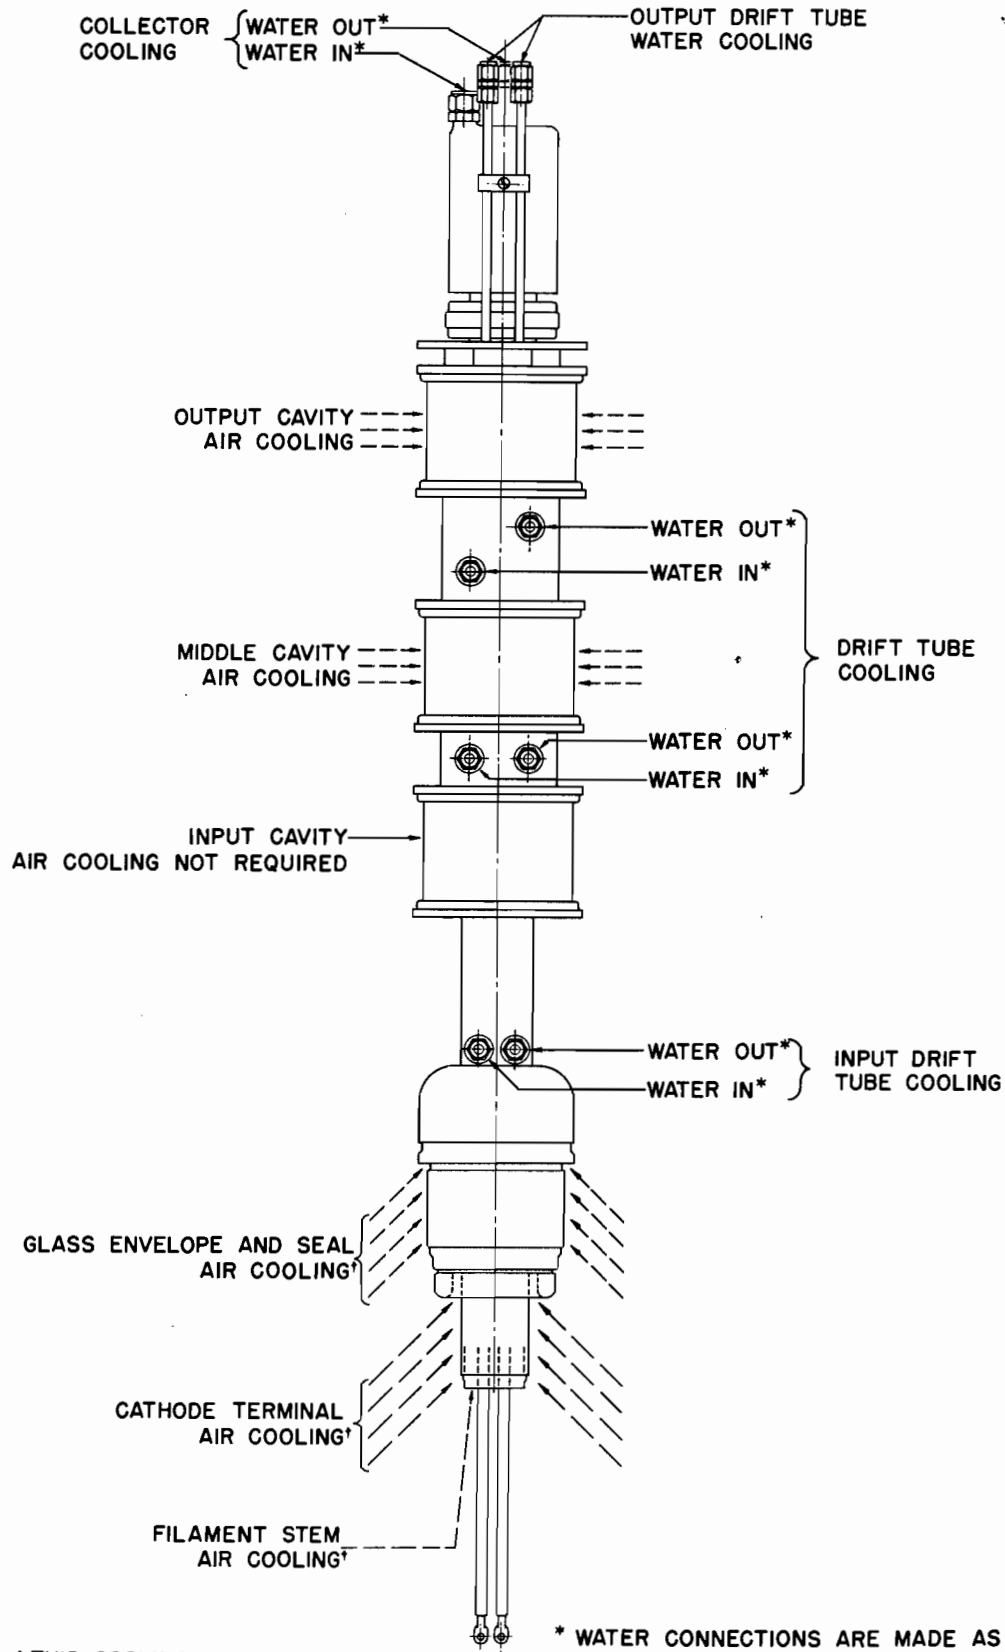 COLLECTOR COOLING
WATER OUT*
WATER IN*
OUTPUT DRIFT TUBE
WATER COOLING
OUTPUT CAVITY
AIR COOLING
WATER OUT*
WATER IN*
MIDDLE CAVITY
AIR COOLING
DRIFT TUBE
COOLING
WATER OUT*
WATER IN*
INPUT CAVITY
AIR COOLING NOT REQUIRED
WATER OUT*
WATER IN*
INPUT DRIFT
TUBE COOLING
GLASS ENVELOPE AND SEAL
AIR COOLING†
CATHODE TERMINAL
AIR COOLING†
FILAMENT STEM
AIR COOLING†
* WATER CONNECTIONS ARE MADE AS